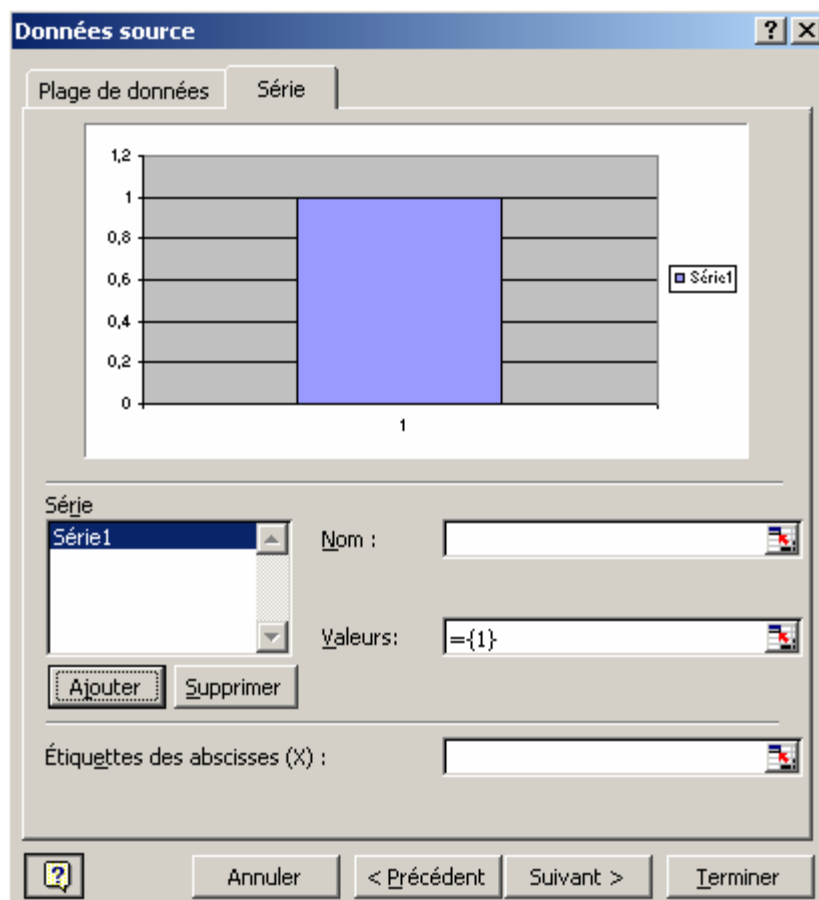 Données source
Plage de données
Série
1,2
1
0,8
0,6
0,4
0,2
0
1
Série1
Série
Série1
Nom :
Valeurs:
={1}
Ajouter
Supprimer
Étiquettes des abscisses (X) :
Annuler
< Précédent
Suivant >
Terminer